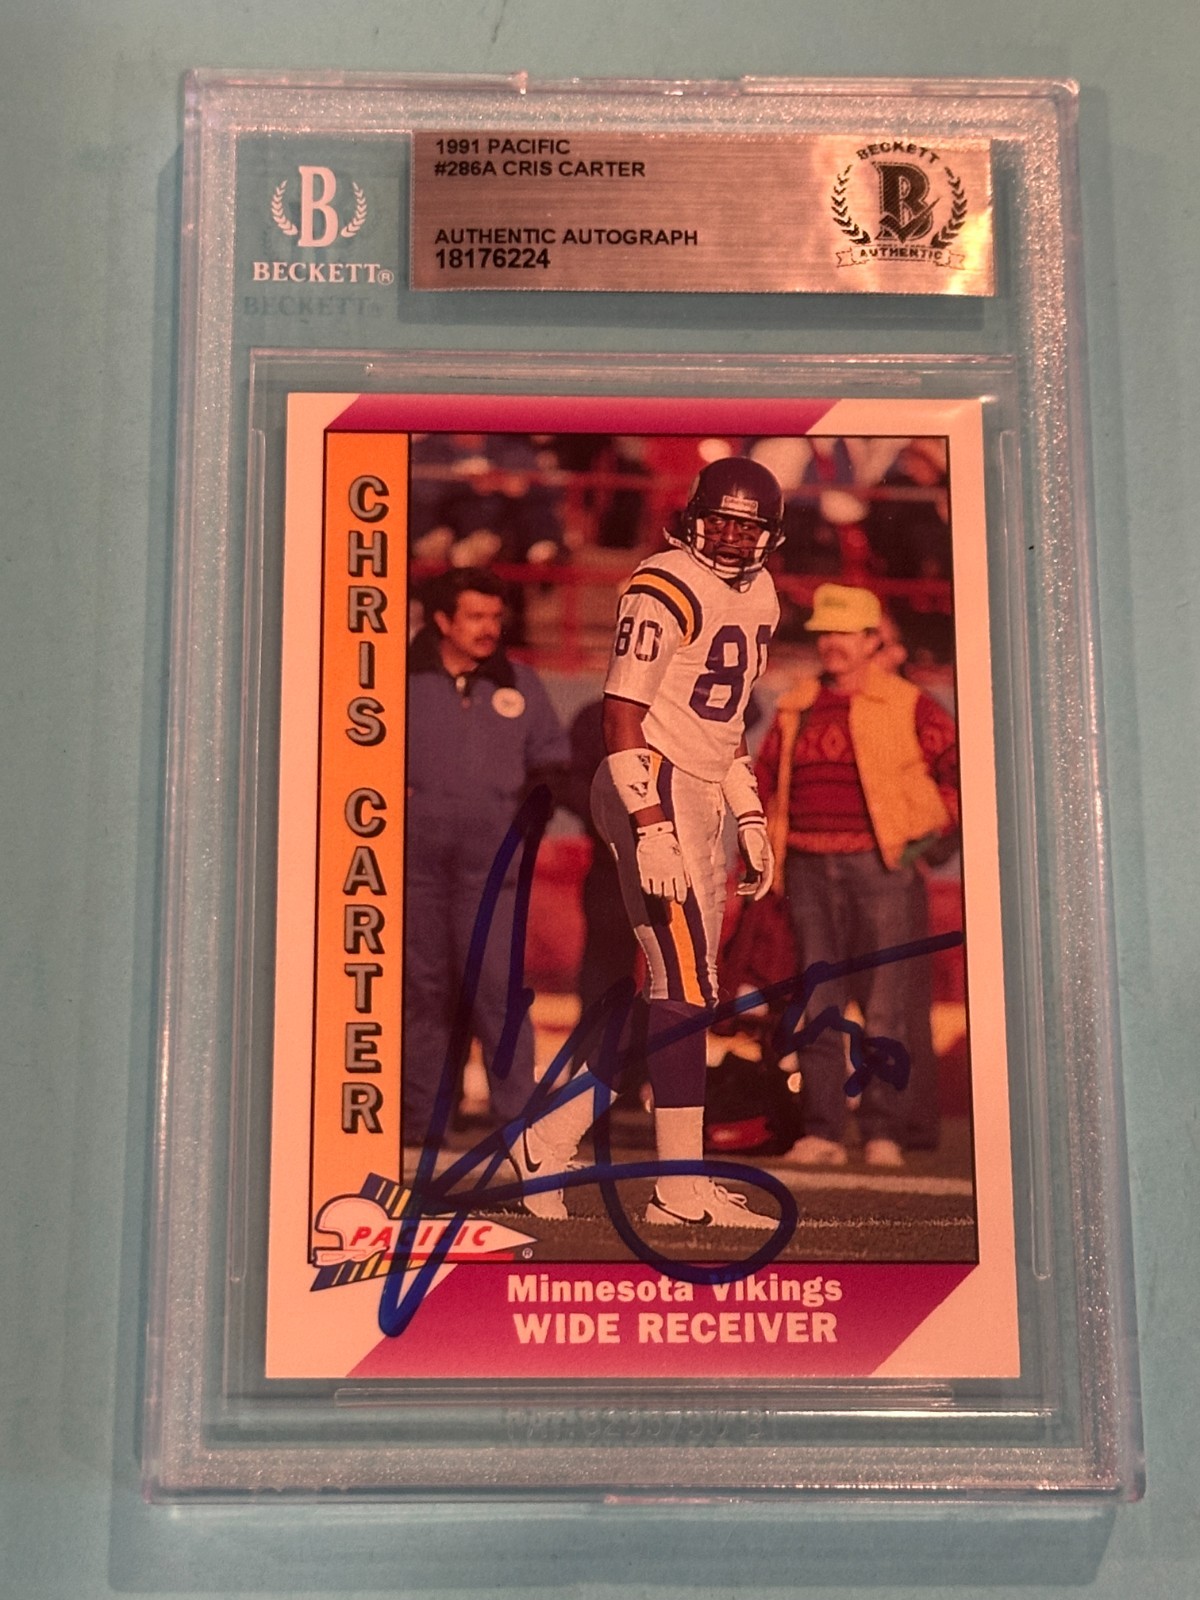 1991 PACIFIC
#286A CRIS CARTER
AUTHENTIC AUTOGRAPH
18176224
BECKETT
B
AUTHENTIC
B
BECKETT®
BECKETT
CHRIS CARTER
80
80
PACIFIC ®
Minnesota Vikings
WIDE RECEIVER